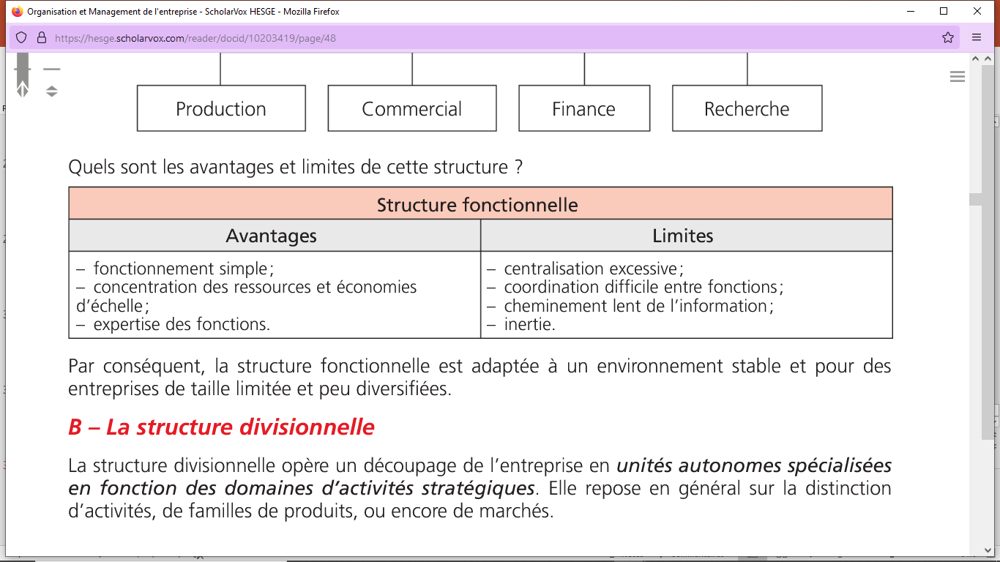 Organisation et Management de l'entreprise - ScholarVox HESGE - Mozilla Firefox
https://hesge.scholarvox.com/reader/docid/10203419/page/48
Production Commercial Finance Recherche
Quels sont les avantages et limites de cette structure ?
Structure fonctionnelle
Avantages Limites
– fonctionnement simple ;
– concentration des ressources et économies
d’échelle ;
– expertise des fonctions.
– centralisation excessive ;
– coordination difficile entre fonctions ;
– cheminement lent de l’information ;
– inertie.
Par conséquent, la structure fonctionnelle est adaptée à un environnement stable et pour des
entreprises de taille limitée et peu diversifiées.
B – La structure divisionnelle
La structure divisionnelle opère un découpage de l’entreprise en unités autonomes spécialisées
en fonction des domaines d’activités stratégiques. Elle repose en général sur la distinction
d’activités, de familles de produits, ou encore de marchés.